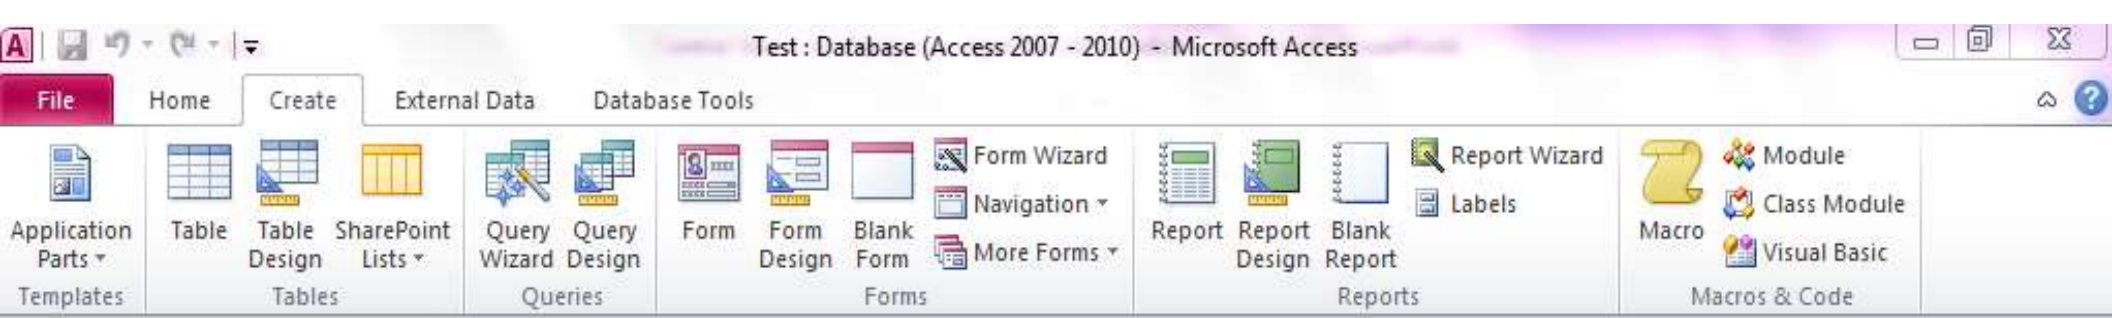 A
Test : Database (Access 2007 - 2010) - Microsoft Access
File Home Create External Data Database Tools
?
Application Parts
Templates
Table
Table Design
SharePoint Lists
Tables
Query Wizard
Query Design
Queries
Form
Form Design
Blank Form
Form Wizard
Navigation
More Forms
Forms
Report
Report Design
Blank Report
Report Wizard
Labels
Reports
Macro
Module
Class Module
Visual Basic
Macros & Code